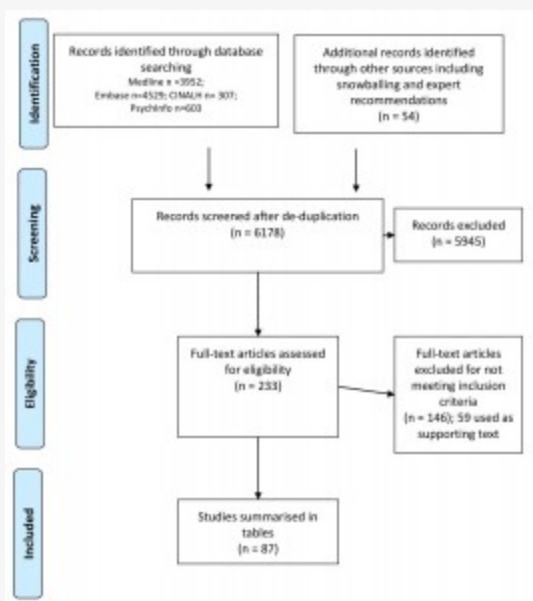 Identification
Records identified through database
searching
Medline n =3952;
Embase n=4529; CINALH n= 307;
PsychInfo n=603
Additional records identified
through other sources including
snowballing and expert
recommendations
(n = 54)
Screening
Records screened after de-duplication
(n = 6178)
Records excluded
(n = 5945)
Eligibility
Full-text articles assessed
for eligibility
(n = 233)
Full-text articles
excluded for not
meeting inclusion
criteria
(n = 146); 59 used as
supporting text
Included
Studies summarised in
tables
(n = 87)